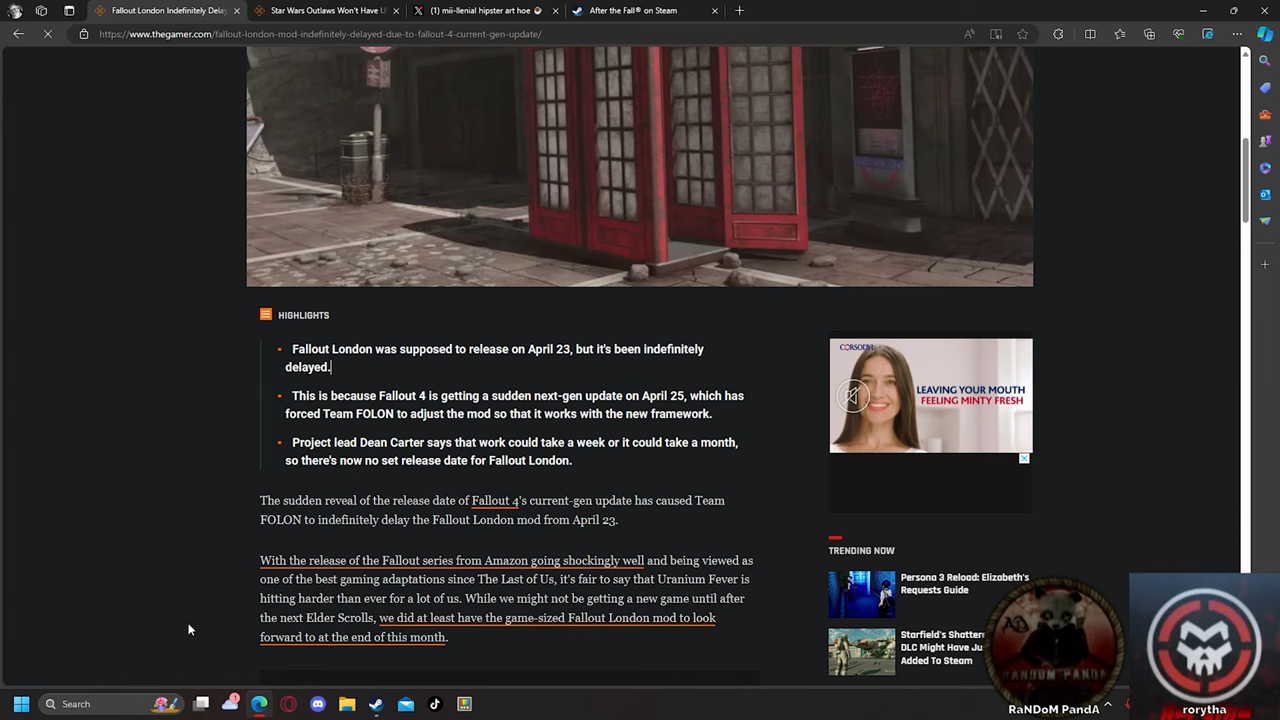 Fallout London Indefinitely Dela
Star Wars Outlaws Won't Have U
(1) mii-llenial hipster art hoe
After the Fall® on Steam
https://www.thegamer.com/fallout-london-mod-indefinitely-delayed-due-to-fallout-4-current-gen-update/
HIGHLIGHTS
Fallout London was supposed to release on April 23, but it's been indefinitely
delayed.
This is because Fallout 4 is getting a sudden next-gen update on April 25, which has
forced Team FOLON to adjust the mod so that it works with the new framework.
Project lead Dean Carter says that work could take a week or it could take a month,
so there's now no set release date for Fallout London.
CORSODYL
LEAVING YOUR MOUTH
FEELING MINTY FRESH
The sudden reveal of the release date of Fallout 4's current-gen update has caused Team
FOLON to indefinitely delay the Fallout London mod from April 23.
With the release of the Fallout series from Amazon going shockingly well and being viewed as
one of the best gaming adaptations since The Last of Us, it's fair to say that Uranium Fever is
hitting harder than ever for a lot of us. While we might not be getting a new game until after
the next Elder Scrolls, we did at least have the game-sized Fallout London mod to look
forward to at the end of this month.
TRENDING NOW
Persona 3 Reload: Elizabeth's
Requests Guide
Starfield's Shatte
DLC Might Have Ju
Added To Steam
RANDOM PANDA
RaNDoM PandA
rorytha
Search